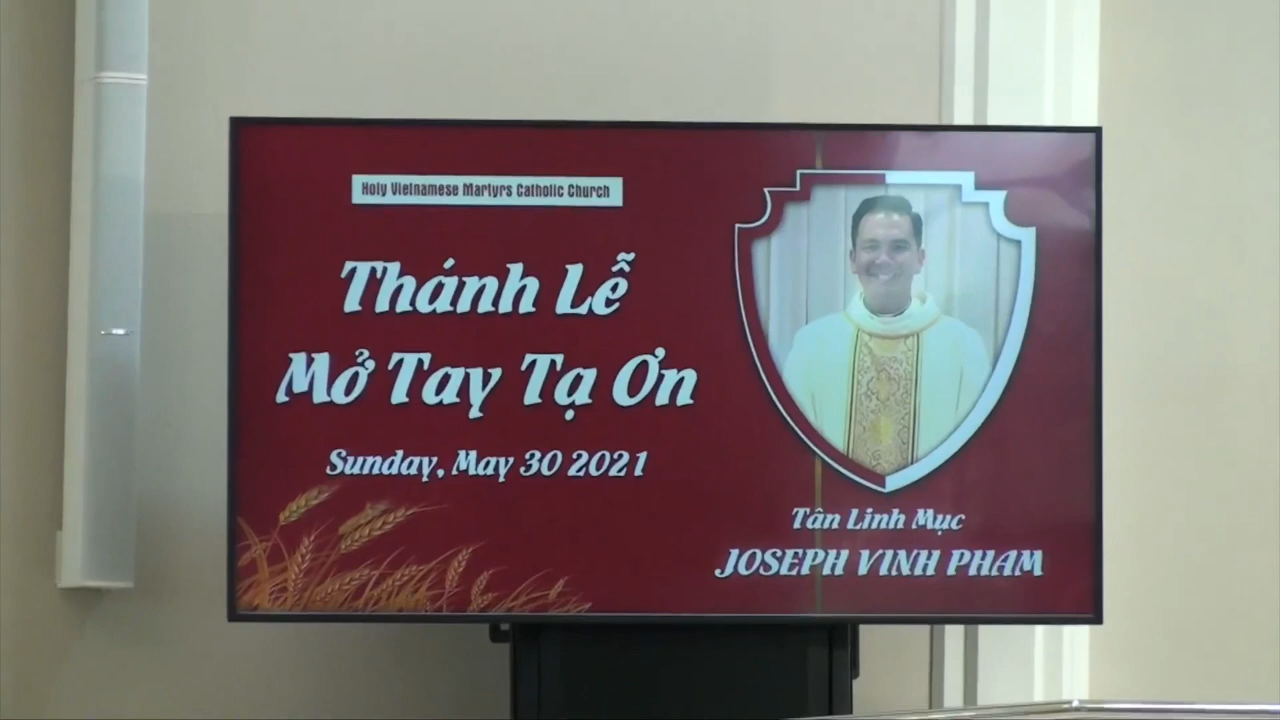 Holy Vietnamese Martyrs Catholic Church
Thánh Lễ
Mở Tay Tạ Ơn
Sunday, May 30 2021
Tân Linh Mục
JOSEPH VINH PHAM